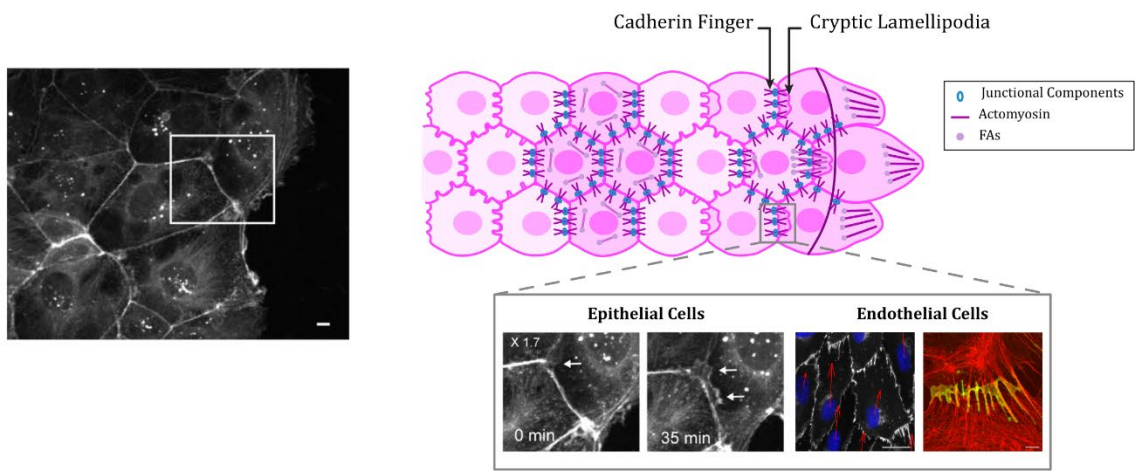 Cadherin Finger
Cryptic Lamellipodia
Junctional Components
Actomyosin
FAs
Epithelial Cells
Endothelial Cells
X 1.7
0 min
35 min